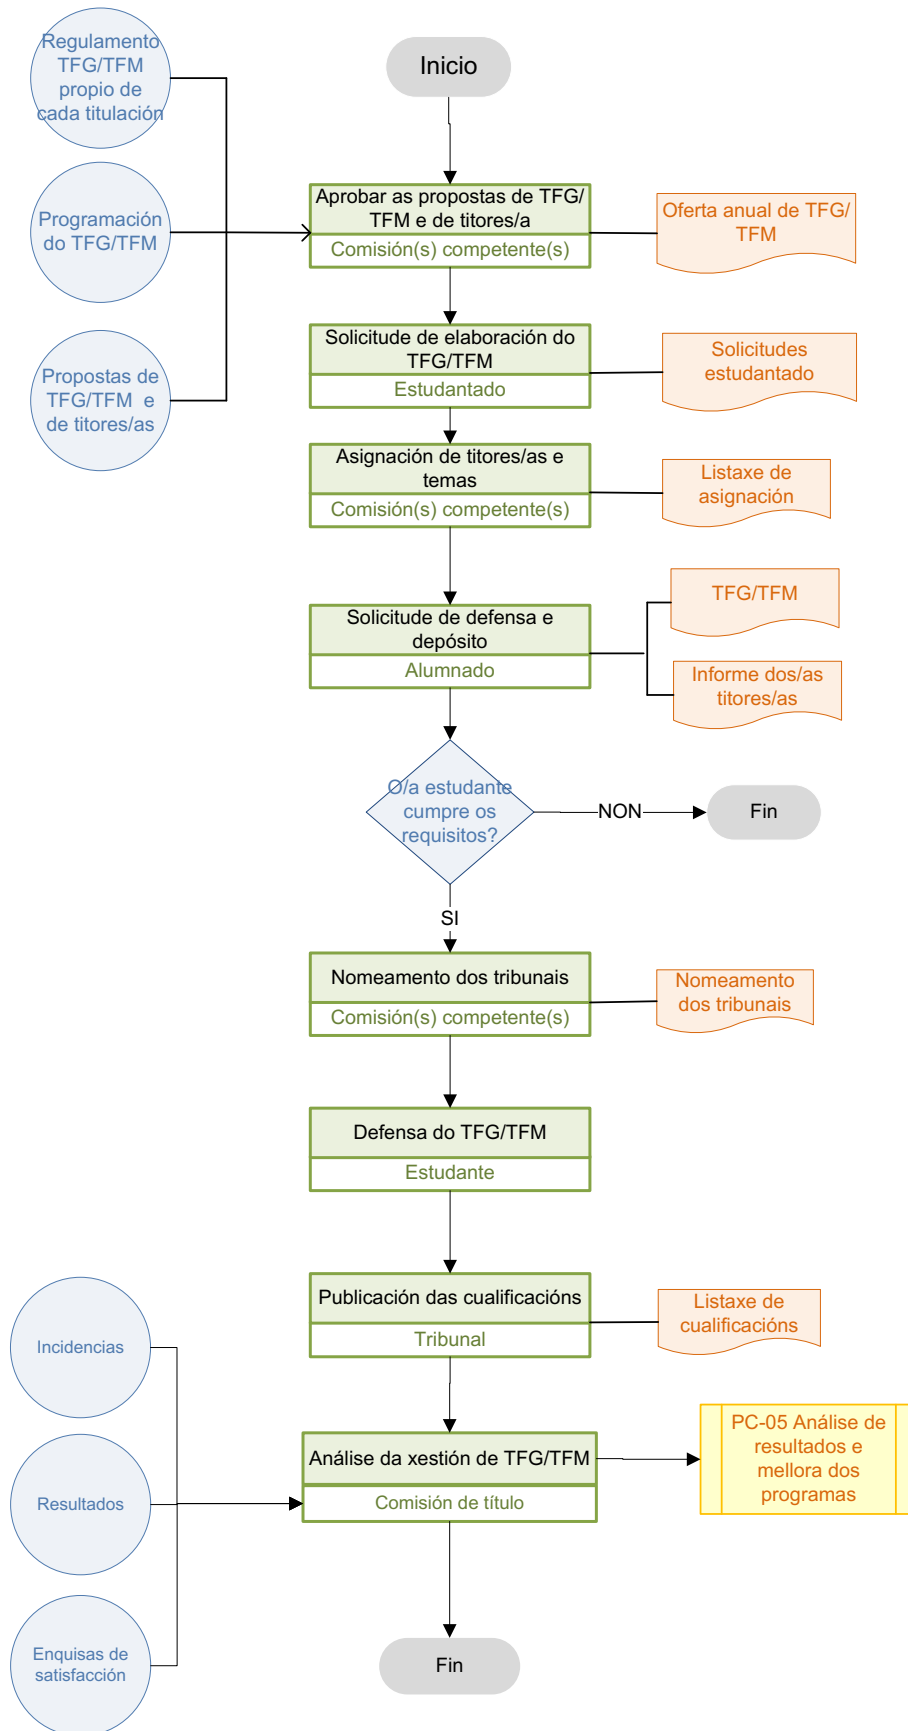 Regulamento
TFG/TFM
propio de
cada titulación
Inicio
Aprobar as propostas de TFG/
TFM e de titores/a
Comisión(s) competente(s)
Oferta anual de TFG/
TFM
Programación
do TFG/TFM
Solicitude de elaboración do
TFG/TFM
Estudantado
Solicitudes
estudantado
Propostas de
TFG/TFM e
de titores/as
Asignación de titores/as e
temas
Comisión(s) competente(s)
Listaxe de
asignación
Solicitude de defensa e
depósito
Alumnado
TFG/TFM
Informe dos/as
titores/as
O/a estudante
cumpre os
requisitos?
NON
Fin
SI
Nomeamento dos tribunais
Comisión(s) competente(s)
Nomeamento
dos tribunais
Defensa do TFG/TFM
Estudante
Publicación das cualificacións
Tribunal
Listaxe de
cualificacións
Incidencias
Análise da xestión de TFG/TFM
Comisión de título
PC-05 Análise de
resultados e
mellora dos
programas
Resultados
Enquisas de
satisfacción
Fin